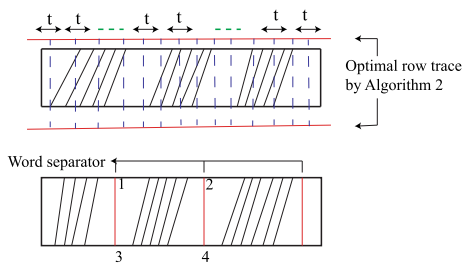 t t t t t t
Optimal row trace
by Algorithm 2
Word separator
1 2
3 4